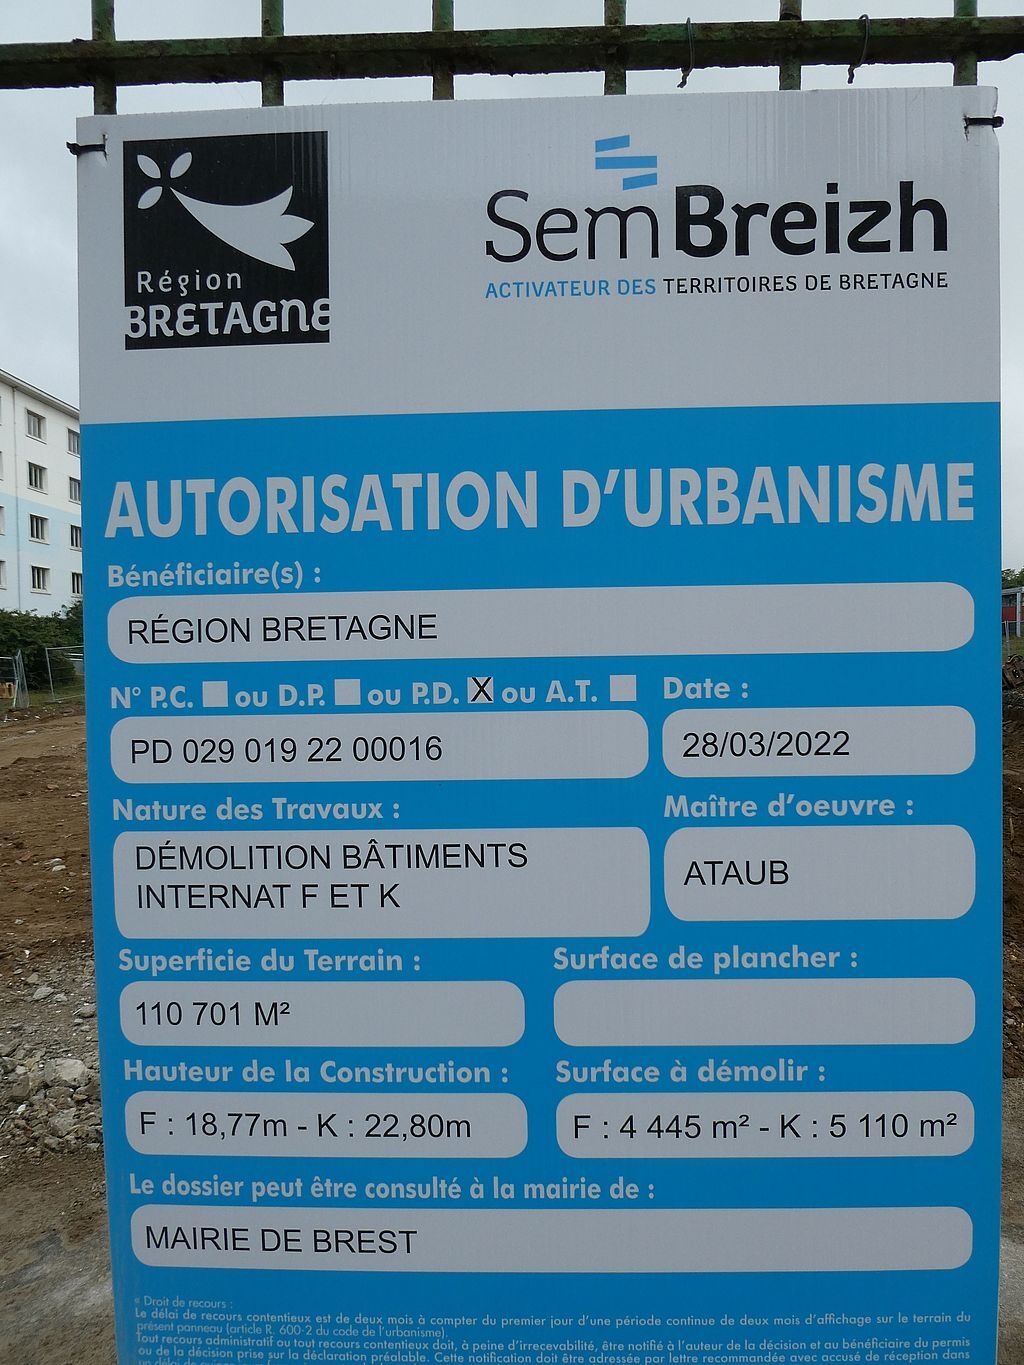 Région
BRETAGNE
SemBreizh
ACTIVATEUR DES TERRITOIRES DE BRETAGNE
AUTORISATION D'URBANISME
Bénéficiaire(s) :
RÉGION BRETAGNE
N° P.C. ou D.P. ou P.D. X ou A.T. Date :
PD 029 019 22 00016 28/03/2022
Nature des Travaux : Maître d'oeuvre :
DÉMOLITION BÂTIMENTS
INTERNAT F ET K
ATAUB
Superficie du Terrain : Surface de plancher :
110 701 M²
Hauteur de la Construction : Surface à démolir :
F : 18,77m - K : 22,80m F : 4 445 m² - K : 5 110 m²
Le dossier peut être consulté à la mairie de :
MAIRIE DE BREST
« Droit de recours :
Le délai de recours contentieux est de deux mois à compter du premier jour d'une période continue de deux mois d'affichage sur le terrain du
présent panneau (article R. 600-2 du code de l'urbanisme).
Tout recours administratif ou tout recours contentieux doit, à peine d'irrecevabilité, être notifié à l'auteur de la décision et au bénéficiaire du permis
ou de la décision prise sur la déclaration préalable. Cette notification doit être adressée par lettre recommandée avec accusé de réception dans